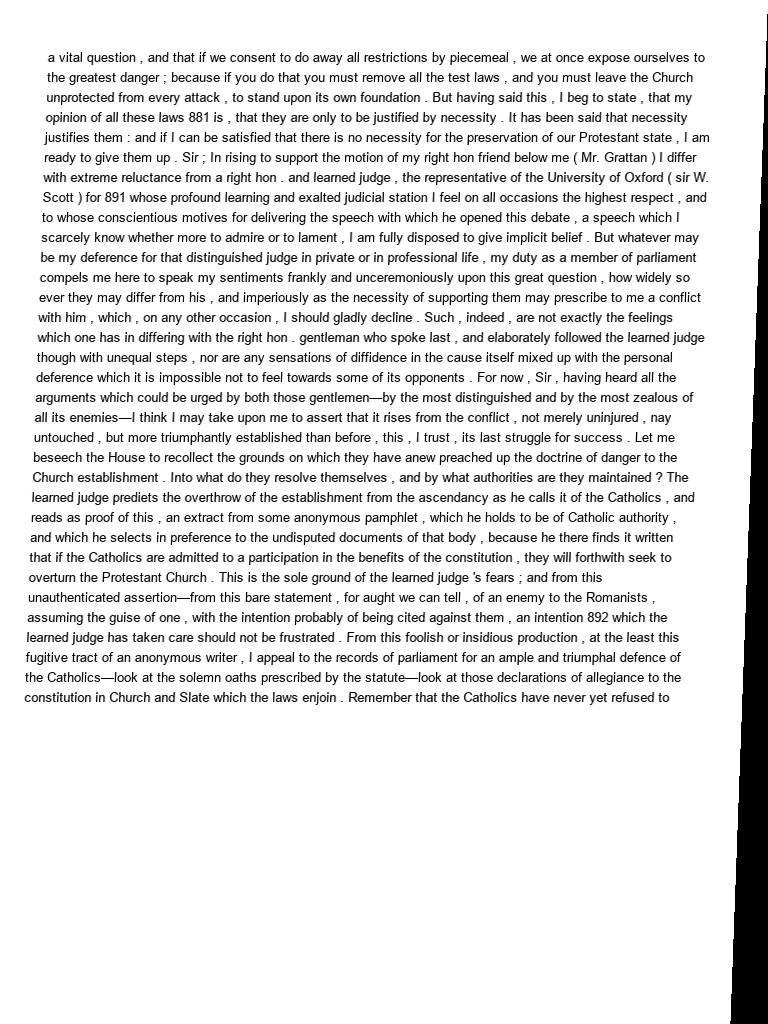 a vital question , and that if we consent to do away all restrictions by piecemeal , we at once expose ourselves to
the greatest danger ; because if you do that you must remove all the test laws , and you must leave the Church
unprotected from every attack , to stand upon its own foundation . But having said this , I beg to state , that my
opinion of all these laws 881 is , that they are only to be justified by necessity . It has been said that necessity
justifies them : and if I can be satisfied that there is no necessity for the preservation of our Protestant state , I am
ready to give them up . Sir ; In rising to support the motion of my right hon friend below me ( Mr. Grattan ) I differ
with extreme reluctance from a right hon . and learned judge , the representative of the University of Oxford ( sir W.
Scott ) for 891 whose profound learning and exalted judicial station I feel on all occasions the highest respect , and
to whose conscientious motives for delivering the speech with which he opened this debate , a speech which I
scarcely know whether more to admire or to lament , I am fully disposed to give implicit belief . But whatever may
be my deference for that distinguished judge in private or in professional life , my duty as a member of parliament
compels me here to speak my sentiments frankly and unceremoniously upon this great question , how widely so
ever they may differ from his , and imperiously as the necessity of supporting them may prescribe to me a conflict
with him , which , on any other occasion , I should gladly decline . Such , indeed , are not exactly the feelings
which one has in differing with the right hon . gentleman who spoke last , and elaborately followed the learned judge
though with unequal steps , nor are any sensations of diffidence in the cause itself mixed up with the personal
deference which it is impossible not to feel towards some of its opponents . For now , Sir , having heard all the
arguments which could be urged by both those gentlemen—by the most distinguished and by the most zealous of
all its enemies—I think I may take upon me to assert that it rises from the conflict , not merely uninjured , nay
untouched , but more triumphantly established than before , this , I trust , its last struggle for success . Let me
beseech the House to recollect the grounds on which they have anew preached up the doctrine of danger to the
Church establishment . Into what do they resolve themselves , and by what authorities are they maintained ? The
learned judge prediets the overthrow of the establishment from the ascendancy as he calls it of the Catholics , and
reads as proof of this , an extract from some anonymous pamphlet , which he holds to be of Catholic authority ,
and which he selects in preference to the undisputed documents of that body , because he there finds it written
that if the Catholics are admitted to a participation in the benefits of the constitution , they will forthwith seek to
overturn the Protestant Church . This is the sole ground of the learned judge 's fears ; and from this
unauthenticated assertion—from this bare statement , for aught we can tell , of an enemy to the Romanists ,
assuming the guise of one , with the intention probably of being cited against them , an intention 892 which the
learned judge has taken care should not be frustrated . From this foolish or insidious production , at the least this
fugitive tract of an anonymous writer , I appeal to the records of parliament for an ample and triumphal defence of
the Catholics—look at the solemn oaths prescribed by the statute—look at those declarations of allegiance to the
constitution in Church and Slate which the laws enjoin . Remember that the Catholics have never yet refused to